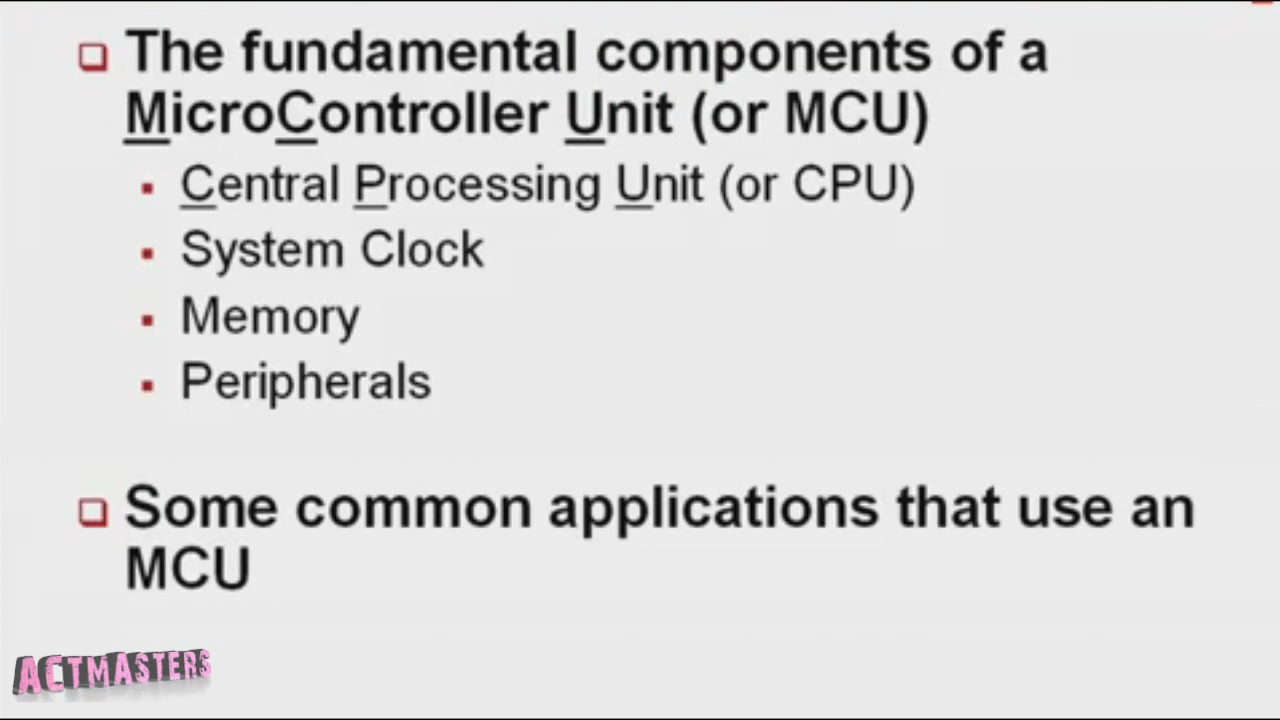 The fundamental components of a
MicroController Unit (or MCU)
Central Processing Unit (or CPU)
System Clock
Memory
Peripherals
Some common applications that use an
MCU
ACTMASTERS